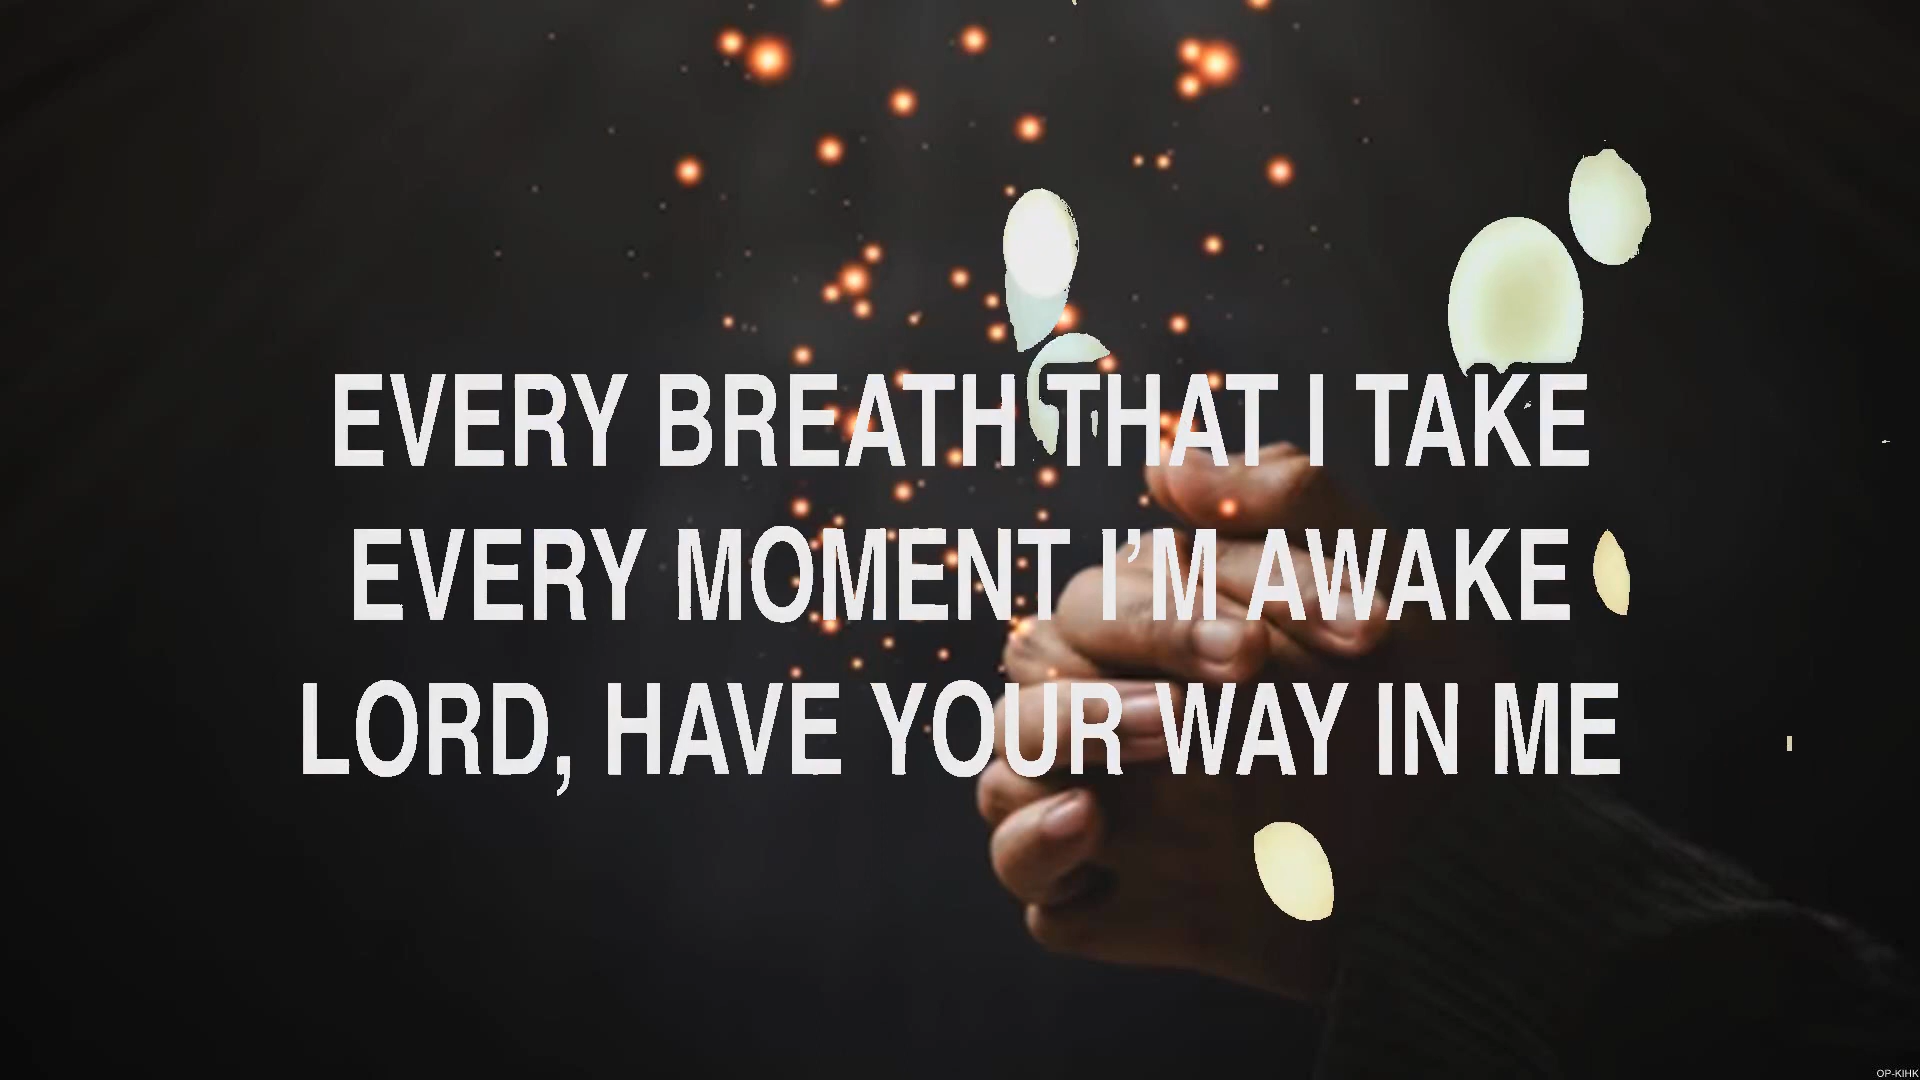 EVERY BREATH THAT I TAKE
EVERY MOMENT I’M AWAKE
LORD, HAVE YOUR WAY IN ME
OP-KIHK